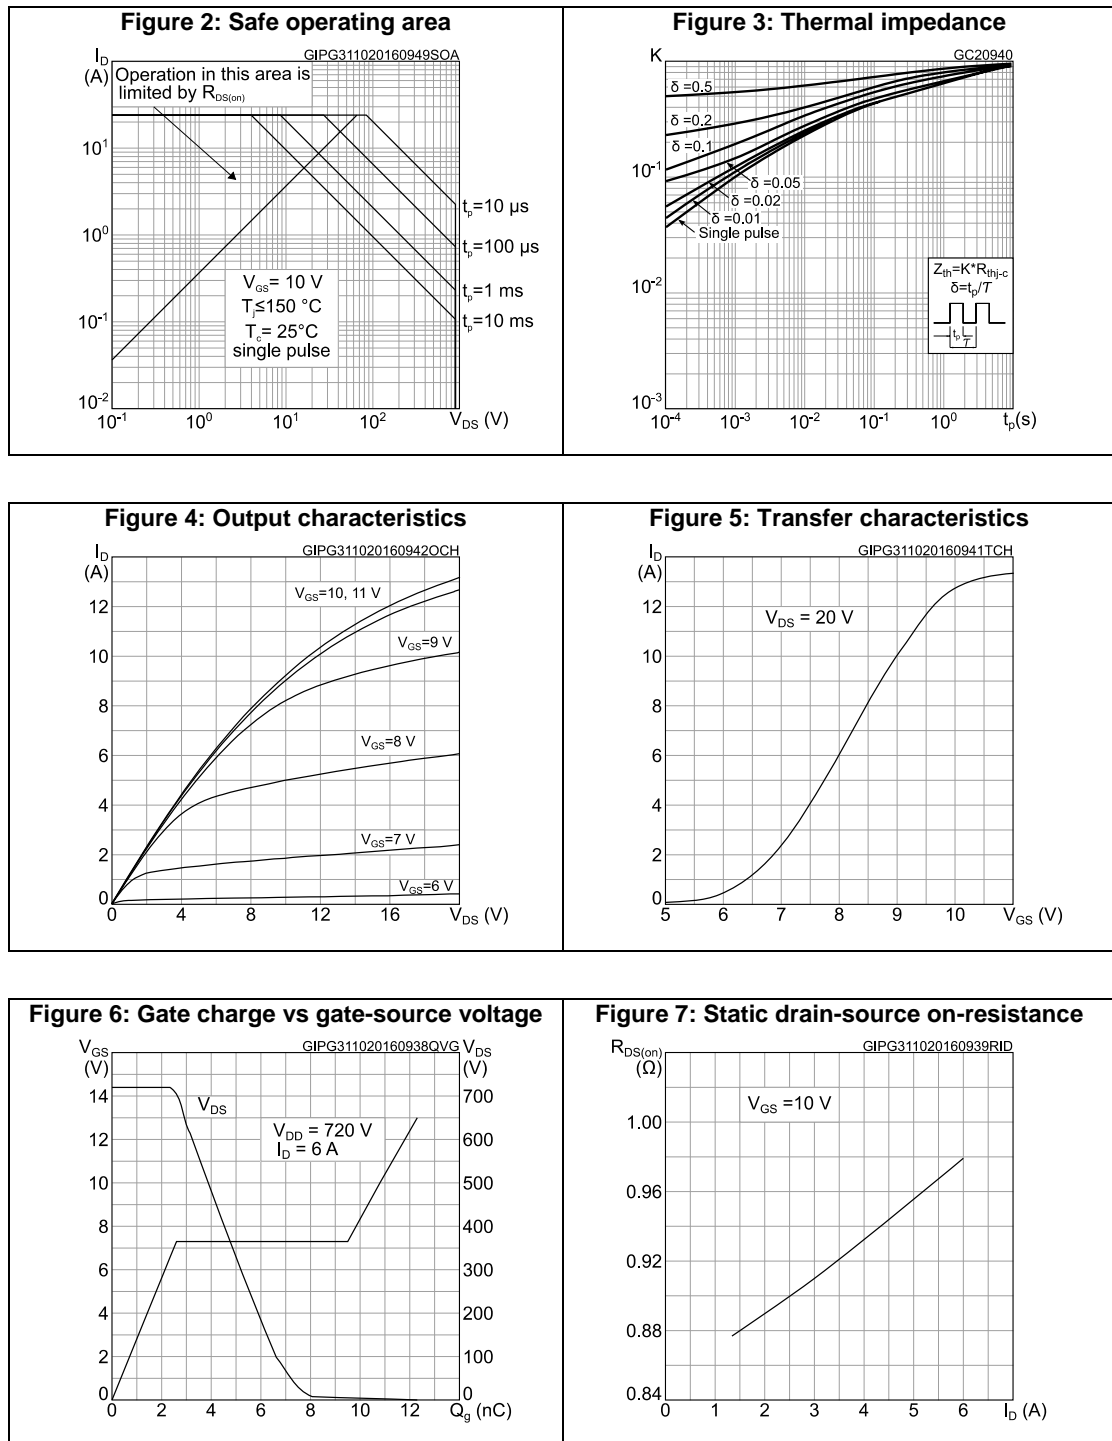 Figure 2: Safe operating area
I_D (A)
GIPG311020160949SOA
Operation in this area is
limited by R_DS(on)
10^1
10^0
10^-1
10^-2
t_p=10 µs
t_p=100 µs
t_p=1 ms
t_p=10 ms
V_GS= 10 V
T_j≤150 °C
T_c= 25°C
single pulse
10^-1 10^0 10^1 10^2 V_DS (V)
Figure 3: Thermal impedance
K
GC20940
δ =0.5
δ =0.2
δ =0.1
δ =0.05
δ =0.02
δ =0.01
Single pulse
10^-1
10^-2
10^-3
Z_th=K*R_thj-c
δ=t_p/T
t_p
T
10^-4 10^-3 10^-2 10^-1 10^0 t_p(s)
Figure 4: Output characteristics
I_D (A)
GIPG311020160942OCH
V_GS=10, 11 V
V_GS=9 V
V_GS=8 V
V_GS=7 V
V_GS=6 V
12
10
8
6
4
2
0
0 4 8 12 16 V_DS (V)
Figure 5: Transfer characteristics
I_D (A)
GIPG311020160941TCH
V_DS = 20 V
12
10
8
6
4
2
0
5 6 7 8 9 10 V_GS (V)
Figure 6: Gate charge vs gate-source voltage
V_GS (V)
GIPG311020160938QVG
V_DS (V)
V_DS
V_DD = 720 V
I_D = 6 A
14
12
10
8
6
4
2
0
700
600
500
400
300
200
100
0
0 2 4 6 8 10 12 Q_g (nC)
Figure 7: Static drain-source on-resistance
R_DS(on) (Ω)
GIPG311020160939RID
V_GS =10 V
1.00
0.96
0.92
0.88
0.84
0 1 2 3 4 5 6 I_D (A)